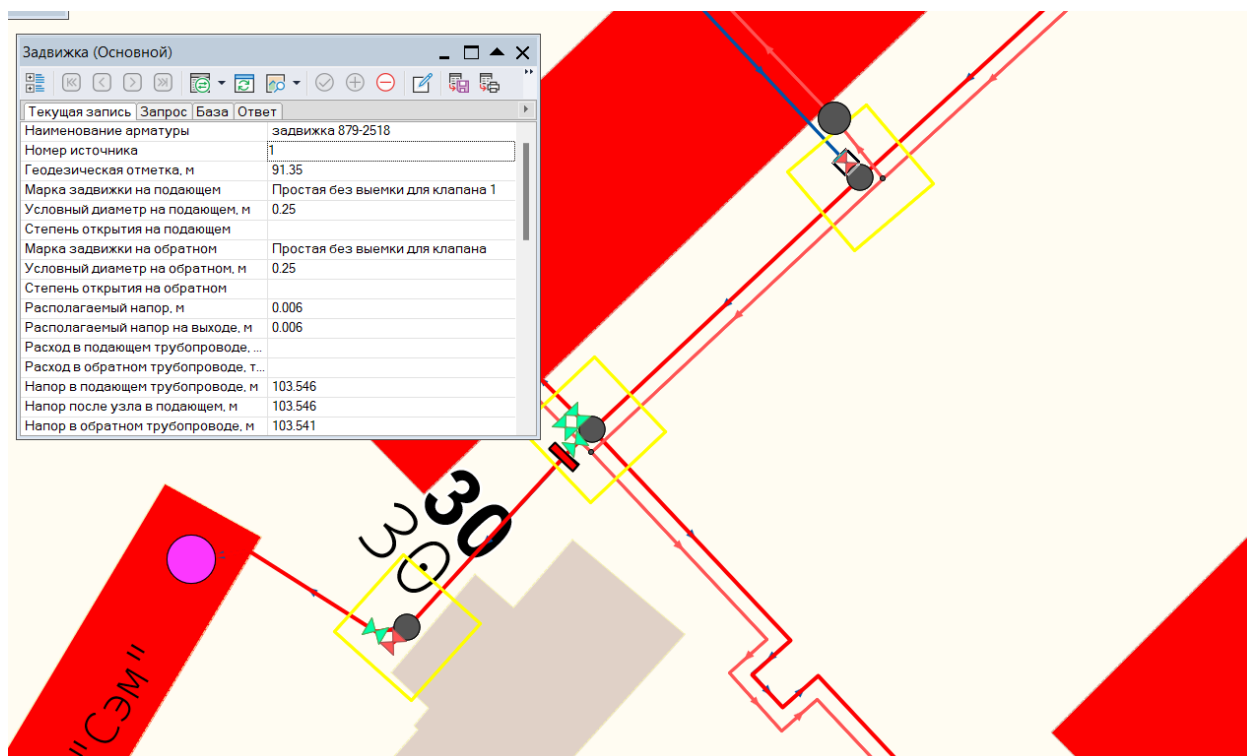 Задвижка (Основной)
Текущая запись Запрос База Ответ
Наименование арматуры задвижка 879-2518
Номер источника 1
Геодезическая отметка, м 91.35
Марка задвижки на подающем Простая без выемки для клапана 1
Условный диаметр на подающем, м 0.25
Степень открытия на подающем
Марка задвижки на обратном Простая без выемки для клапана
Условный диаметр на обратном, м 0.25
Степень открытия на обратном
Располагаемый напор, м 0.006
Располагаемый напор на выходе, м 0.006
Расход в подающем трубопроводе, ...
Расход в обратном трубопроводе, т...
Напор в подающем трубопроводе, м 103.546
Напор после узла в подающем, м 103.546
Напор в обратном трубопроводе, м 103.541
30
30
"Сэм"